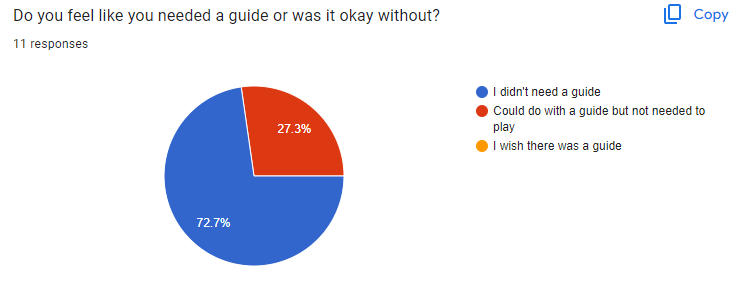 Do you feel like you needed a guide or was it okay without?
Copy
11 responses
27.3%
72.7%
I didn't need a guide
Could do with a guide but not needed to
play
I wish there was a guide